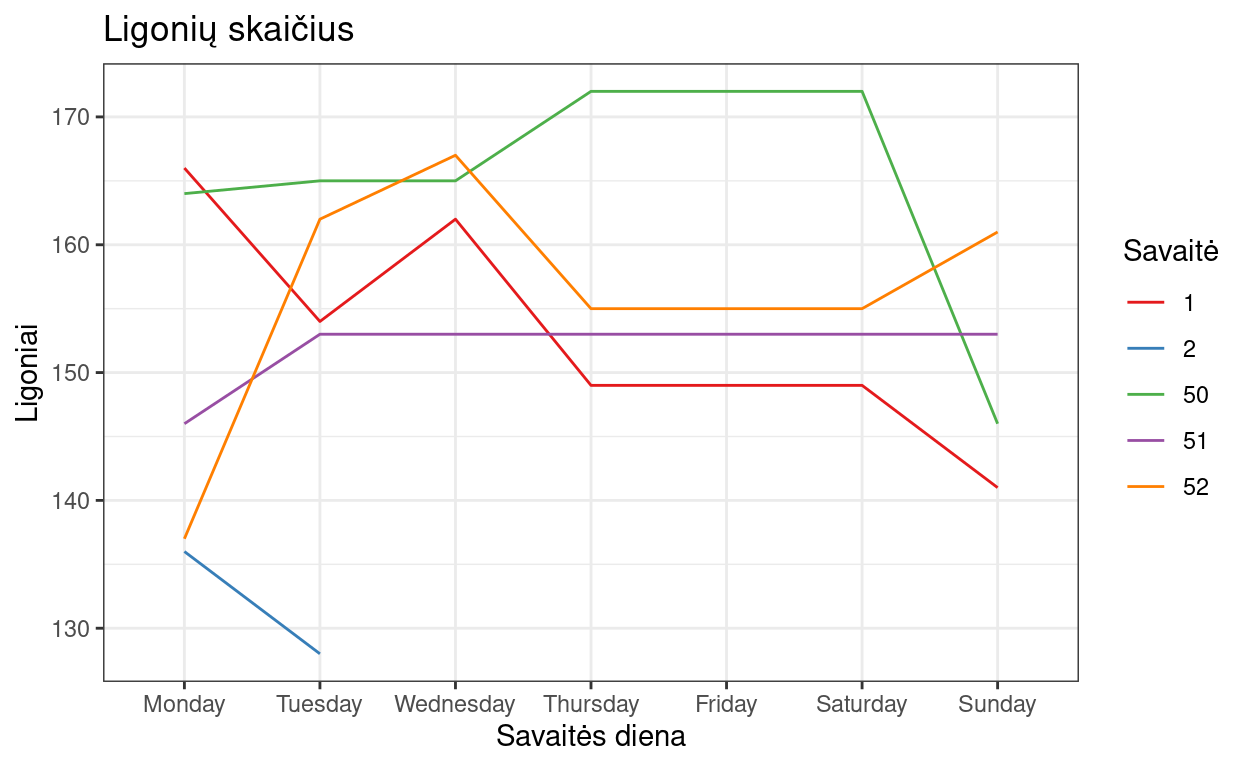 Ligonių skaičius
170
160
150
140
130
Ligoniai
Monday Tuesday Wednesday Thursday Friday Saturday Sunday
Savaitės diena
Savaitė
1
2
50
51
52